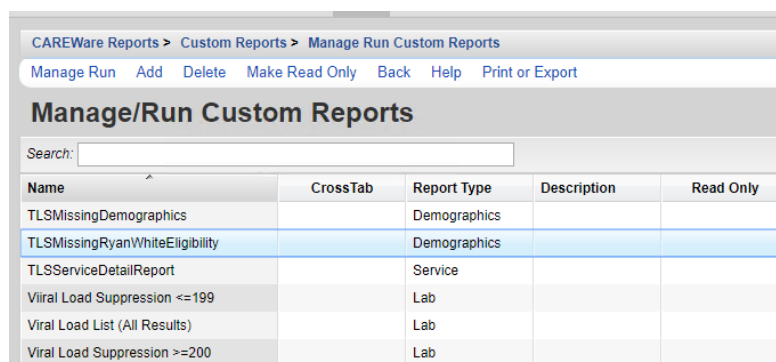 CAREWare Reports > Custom Reports > Manage Run Custom Reports
Manage Run Add Delete Make Read Only Back Help Print or Export
Manage/Run Custom Reports
Search:
Name CrossTab Report Type Description Read Only
TLSMissingDemographics Demographics
TLSMissingRyanWhiteEligibility Demographics
TLSServiceDetailReport Service
Viiral Load Suppression <=199 Lab
Viral Load List (All Results) Lab
Viral Load Suppression >=200 Lab